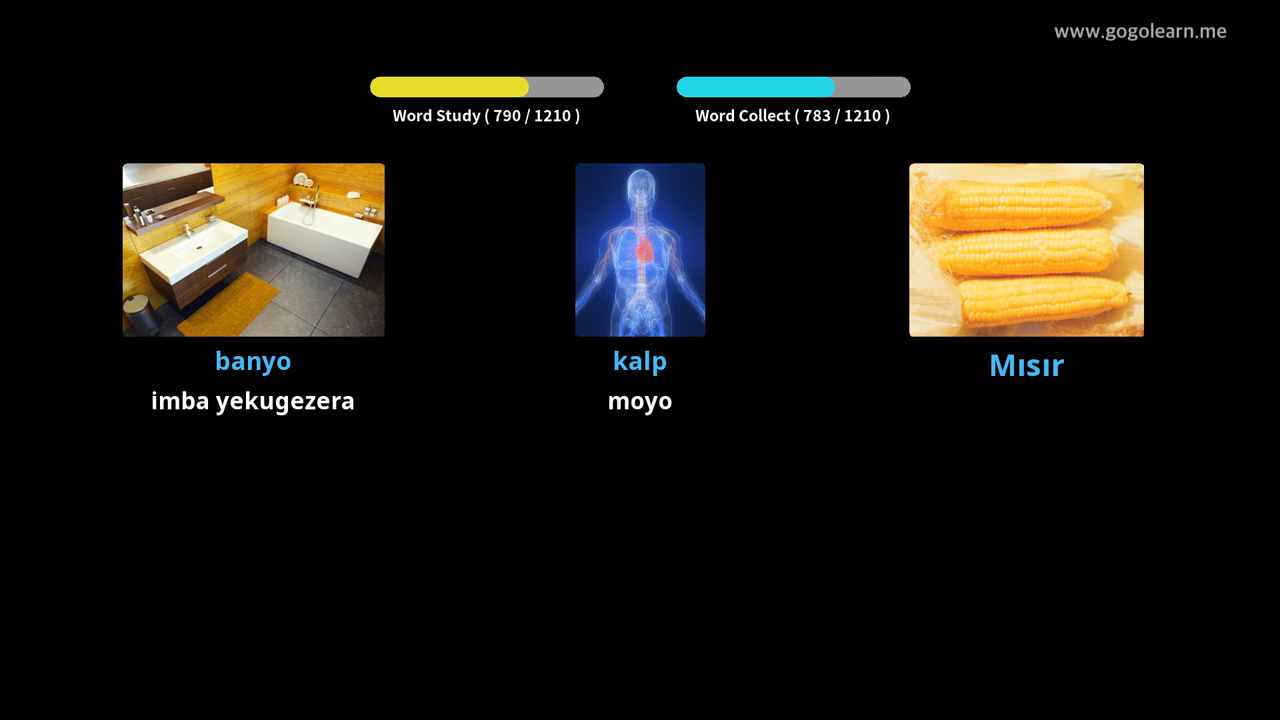 www.gogolearn.me
Word Study ( 790 / 1210 )
Word Collect ( 783 / 1210 )
banyo
imba yekugezera
kalp
moyo
Mısır